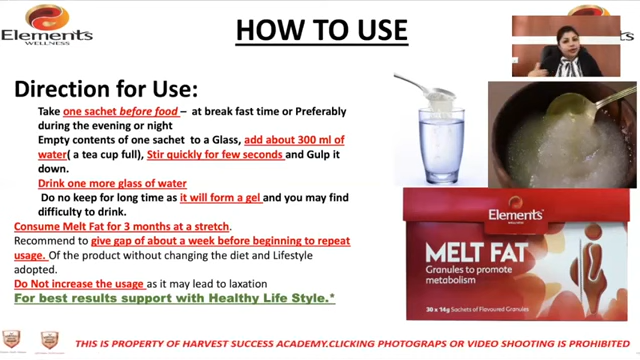 Elements
WELLNESS
HOW TO USE
Elements
WELLNESS
Direction for Use:
Take one sachet before food – at break fast time or Preferably
during the evening or night
Empty contents of one sachet to a Glass, add about 300 ml of
water( a tea cup full), Stir quickly for few seconds and Gulp it
down.
Drink one more glass of water
Do no keep for long time as it will form a gel and you may find
difficulty to drink.
Consume Melt Fat for 3 months at a stretch.
Recommend to give gap of about a week before beginning to repeat
usage. Of the product without changing the diet and Lifestyle
adopted.
Do Not increase the usage as it may lead to laxation
For best results support with Healthy Life Style.*
Elements
WELLNESS
MELT FAT
Granules to promote
metabolism
30 x 14g Sachets of Flavoured Granules
THIS IS PROPERTY OF HARVEST SUCCESS ACADEMY.CLICKING PHOTOGRAPS OR VIDEO SHOOTING IS PROHIBITED